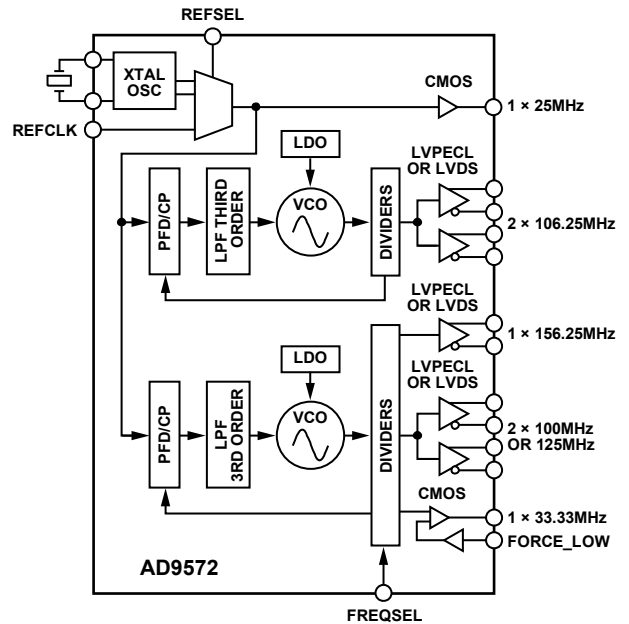 REFSEL
XTAL
OSC
REFCLK
CMOS
1 × 25MHz
LDO
VCO
PFD/CP
LPF THIRD
ORDER
DIVIDERS
LVPECL
OR LVDS
2 × 106.25MHz
LVPECL
OR LVDS
1 × 156.25MHz
LDO
VCO
PFD/CP
LPF
3RD ORDER
DIVIDERS
LVPECL
OR LVDS
2 × 100MHz
OR 125MHz
CMOS
1 × 33.33MHz
FORCE_LOW
AD9572
FREQSEL